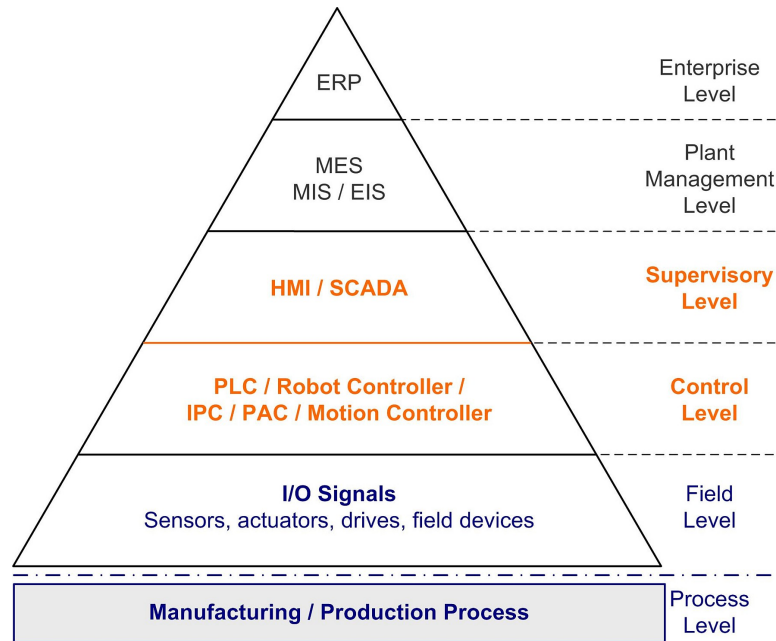 ERP
Enterprise
Level
MES
MIS / EIS
Plant
Management
Level
HMI / SCADA
Supervisory
Level
PLC / Robot Controller /
IPC / PAC / Motion Controller
Control
Level
I/O Signals
Sensors, actuators, drives, field devices
Field
Level
Manufacturing / Production Process
Process
Level